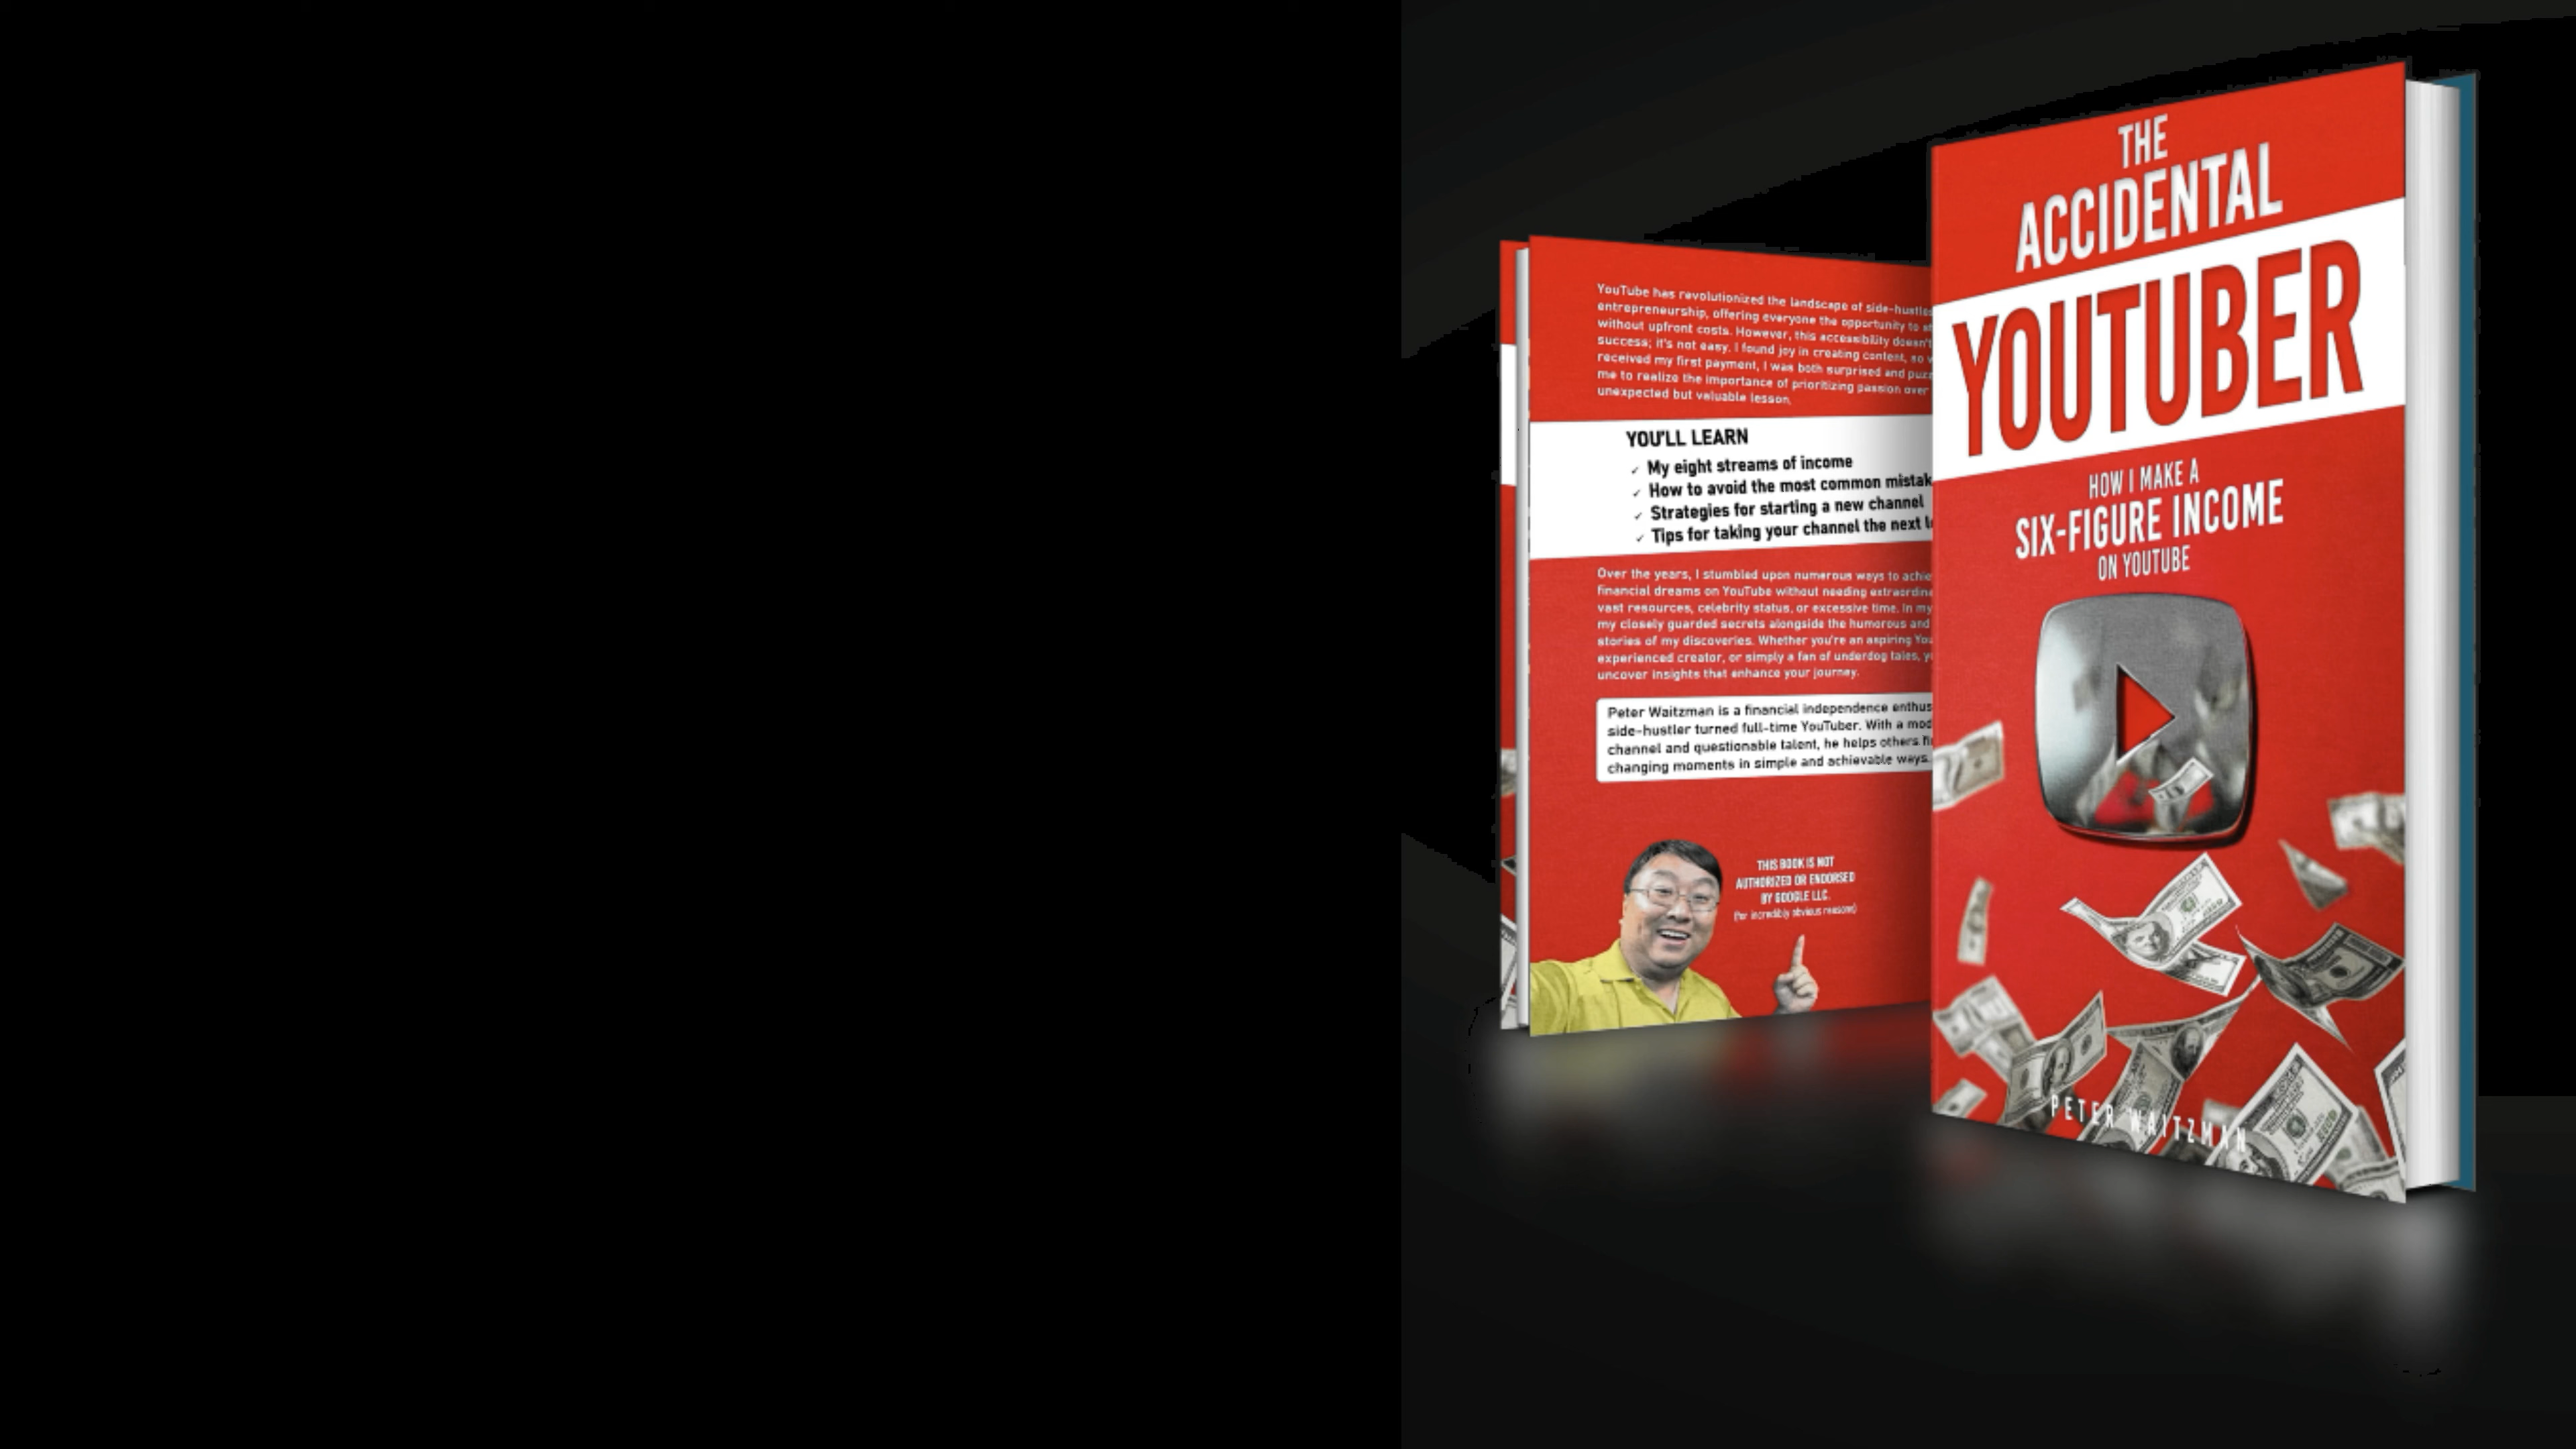 YouTube has revolutionized the landscape of side-hustles
entrepreneurship, offering everyone the opportunity to
without upfront costs. However, this accessibility doesn't
success; it's not easy. I found joy in creating content, so
received my first payment, I was both surprised and
me to realize the importance of prioritizing passion over
unexpected but valuable lesson.
YOU'LL LEARN
✓ My eight streams of income
✓ How to avoid the most common mistak
✓ Strategies for starting a new channel
✓ Tips for taking your channel the next
Over the years, I stumbled upon numerous ways to achie
financial dreams on YouTube without needing extraordina
vast resources, celebrity status, or excessive time. In my
my closely guarded secrets alongside the humorous and
stories of my discoveries. Whether you're an aspiring You
experienced creator, or simply a fan of underdog tales,
uncover insights that enhance your journey.
Peter Waitzman is a financial independence enthus
side-hustler turned full-time YouTuber. With a mod
channel and questionable talent, he helps others
changing moments in simple and achievable ways.
THIS BOOK IS NOT
AUTHORIZED OR ENDORSED
BY GOOGLE LLC.
(for incredibly obvious reasons)
THE
ACCIDENTAL
YOUTUBER
HOW I MAKE A
SIX-FIGURE INCOME
ON YOUTUBE
PETER WAITZMAN